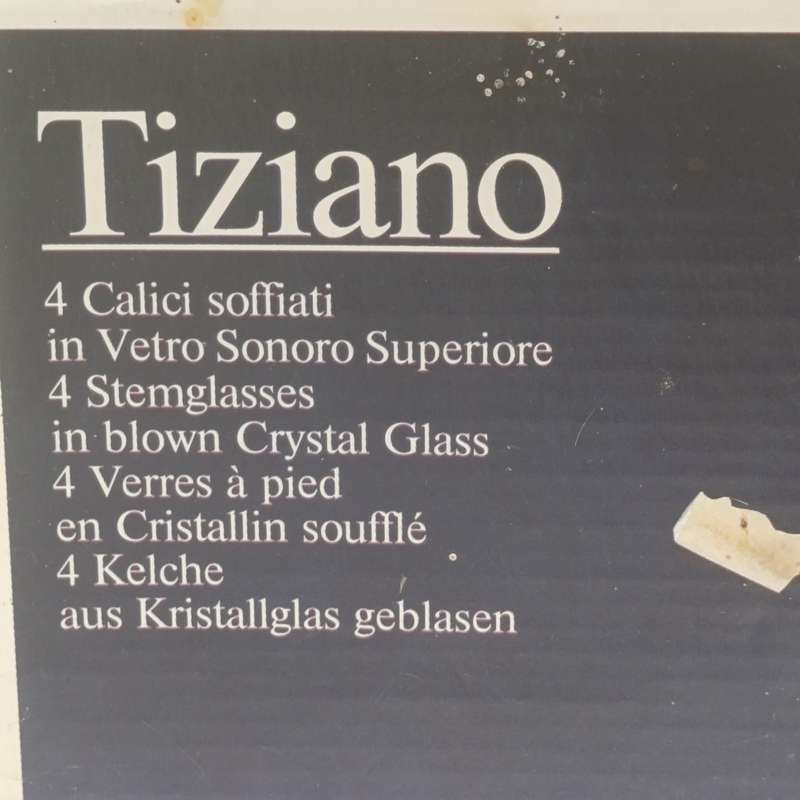 Tiziano
4 Calici soffiati
in Vetro Sonoro Superiore
4 Stemglasses
in blown Crystal Glass
4 Verres à pied
en Cristallin soufflé
4 Kelche
aus Kristallglas geblasen